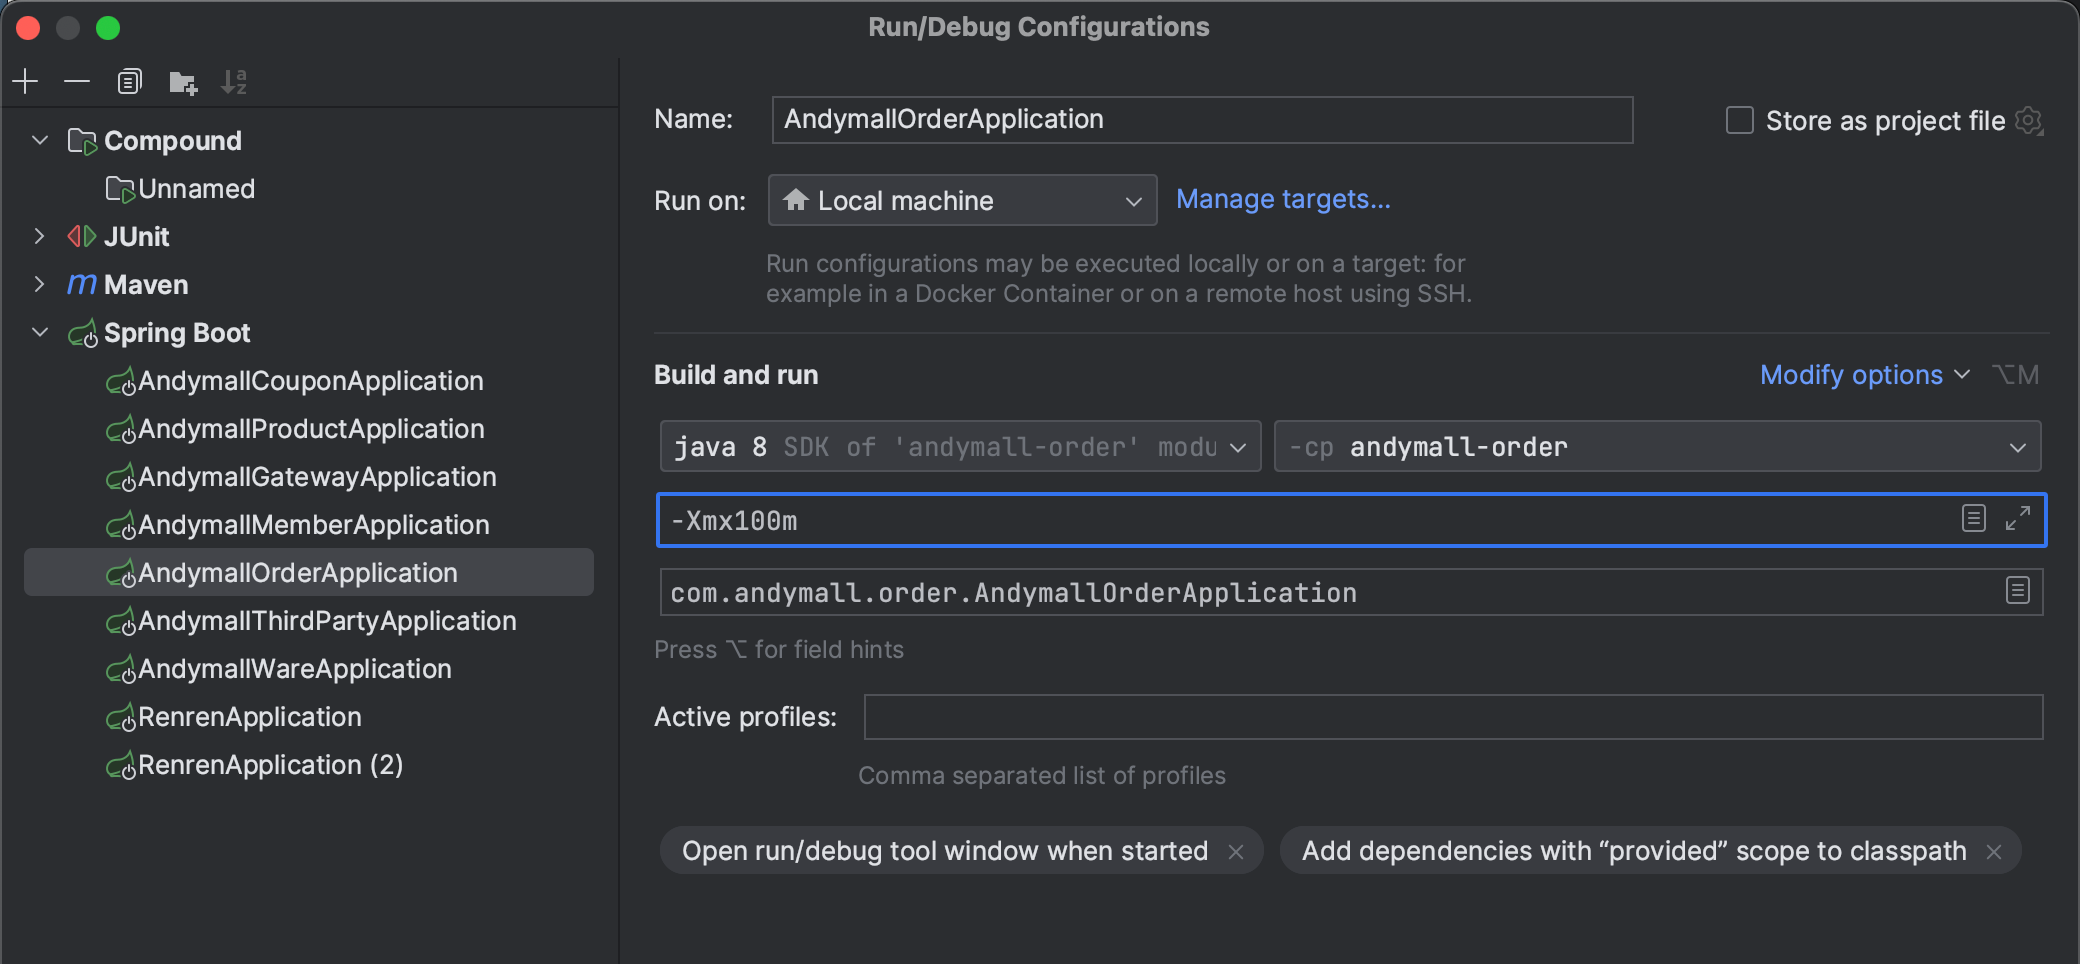 Run/Debug Configurations
Compound
Unnamed
JUnit
Maven
Spring Boot
AndymallCouponApplication
AndymallProductApplication
AndymallGatewayApplication
AndymallMemberApplication
AndymallOrderApplication
AndymallThirdPartyApplication
AndymallWareApplication
RenrenApplication
RenrenApplication (2)
Name: AndymallOrderApplication Store as project file
Run on: Local machine Manage targets...
Run configurations may be executed locally or on a target: for
example in a Docker Container or on a remote host using SSH.
Build and run Modify options ⌥M
java 8 SDK of 'andymall-order' modu -cp andymall-order
-Xmx100m
com.andymall.order.AndymallOrderApplication
Press ⌥ for field hints
Active profiles:
Comma separated list of profiles
Open run/debug tool window when started × Add dependencies with “provided” scope to classpath ×